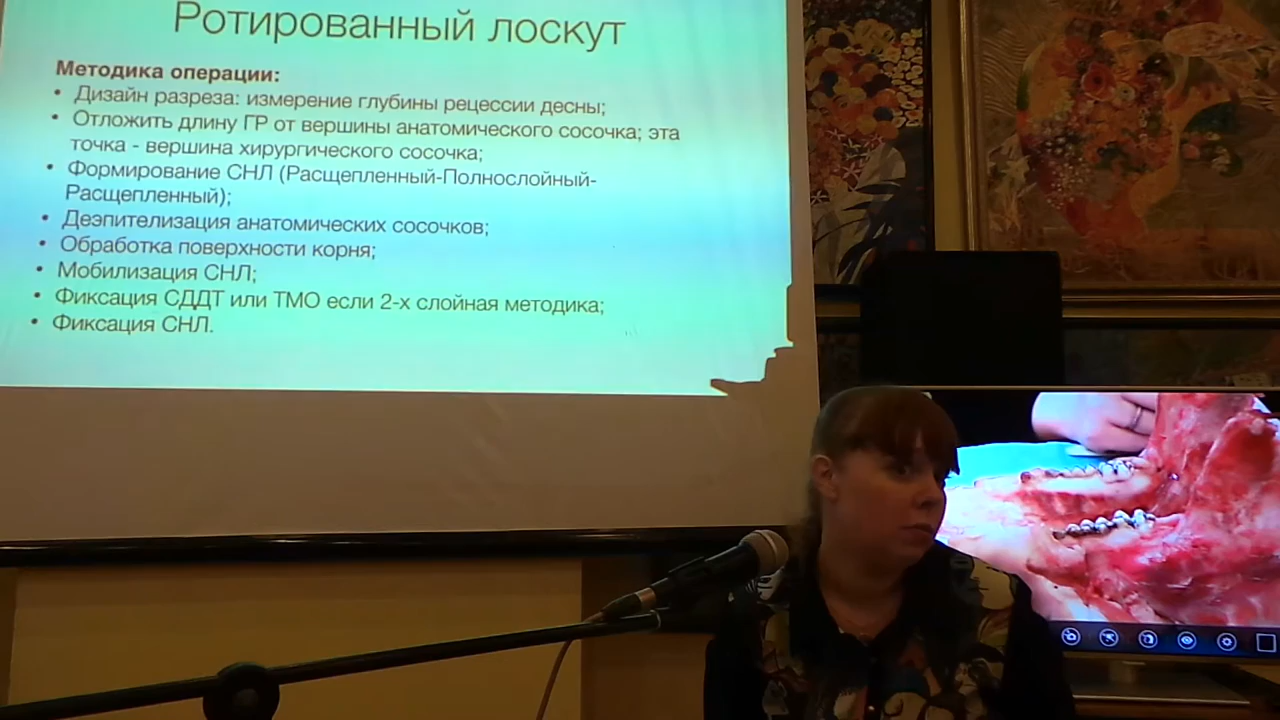 Ротированный лоскут
Методика операции:
• Дизайн разреза: измерение глубины рецессии десны;
• Отложить длину ГР от вершины анатомического сосочка; эта
точка - вершина хирургического сосочка;
• Формирование СНЛ (Расщепленный-Полнослойный-
Расщепленный);
• Деэпителизация анатомических сосочков;
• Обработка поверхности корня;
• Мобилизация СНЛ;
• Фиксация СДДТ или ТМО если 2-х слойная методика;
• Фиксация СНЛ.